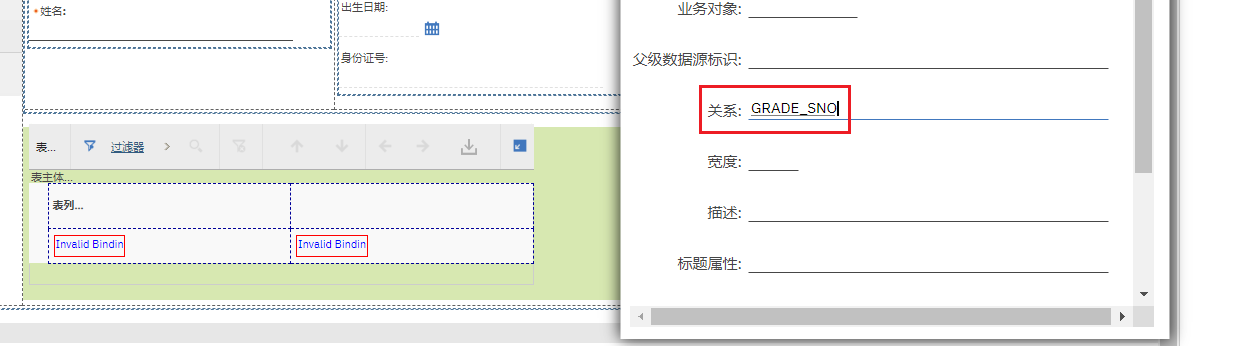 *姓名:
出生日期:
身份证号:
表...
过滤器
表主体...
表列...
Invalid Bindin
Invalid Bindin
业务对象:
父级数据源标识:
关系: GRADE_SNO
宽度:
描述:
标题属性: